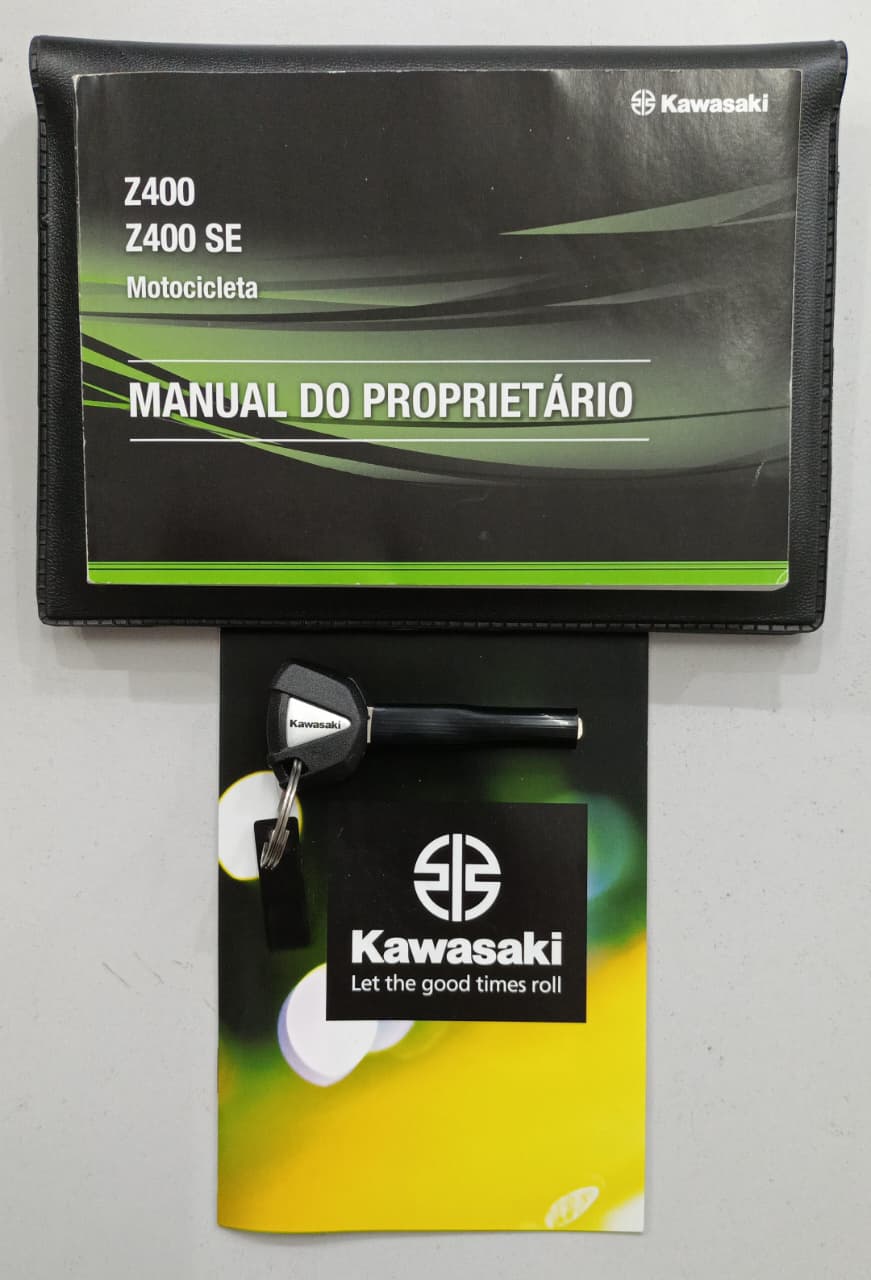 Kawasaki
Z400
Z400 SE
Motocicleta
MANUAL DO PROPRIETÁRIO
Kawasaki
Kawasaki
Let the good times roll